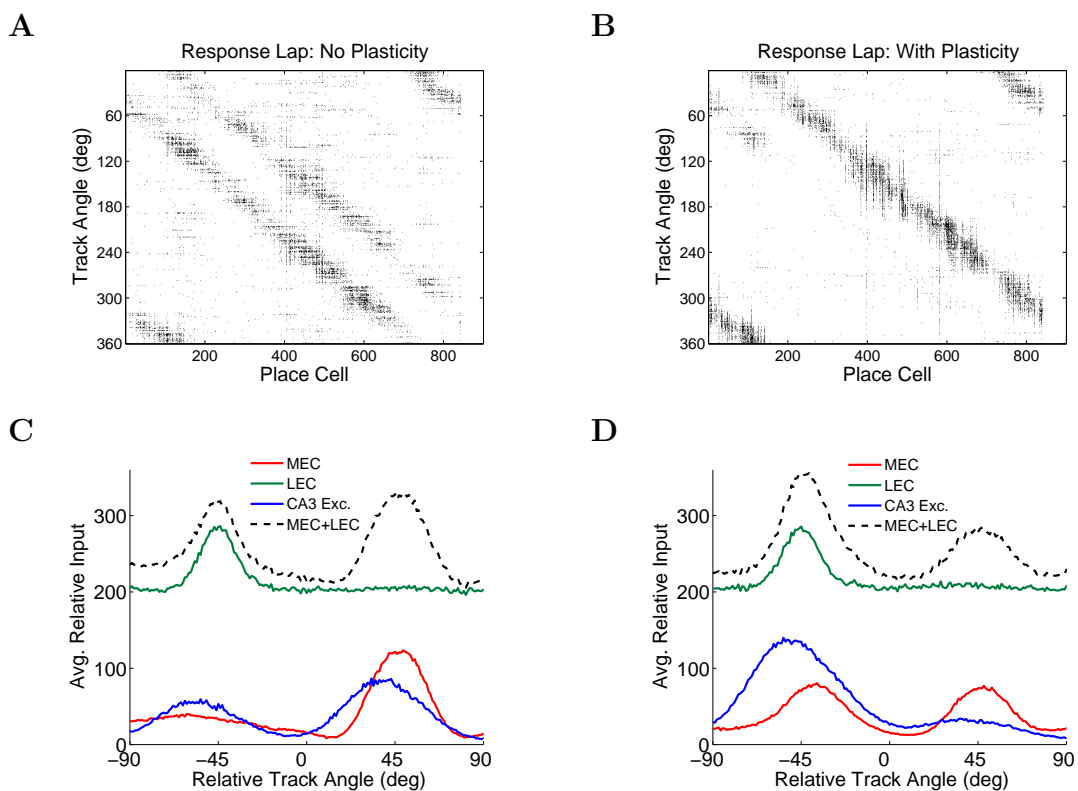 A
Response Lap: No Plasticity
Track Angle (deg)
60
120
180
240
300
360
200
400
600
800
Place Cell
B
Response Lap: With Plasticity
Track Angle (deg)
60
120
180
240
300
360
200
400
600
800
Place Cell
C
MEC
LEC
CA3 Exc.
MEC+LEC
Avg. Relative Input
300
200
100
0
−90
−45
0
45
90
Relative Track Angle (deg)
D
MEC
LEC
CA3 Exc.
MEC+LEC
Avg. Relative Input
300
200
100
0
−90
−45
0
45
90
Relative Track Angle (deg)